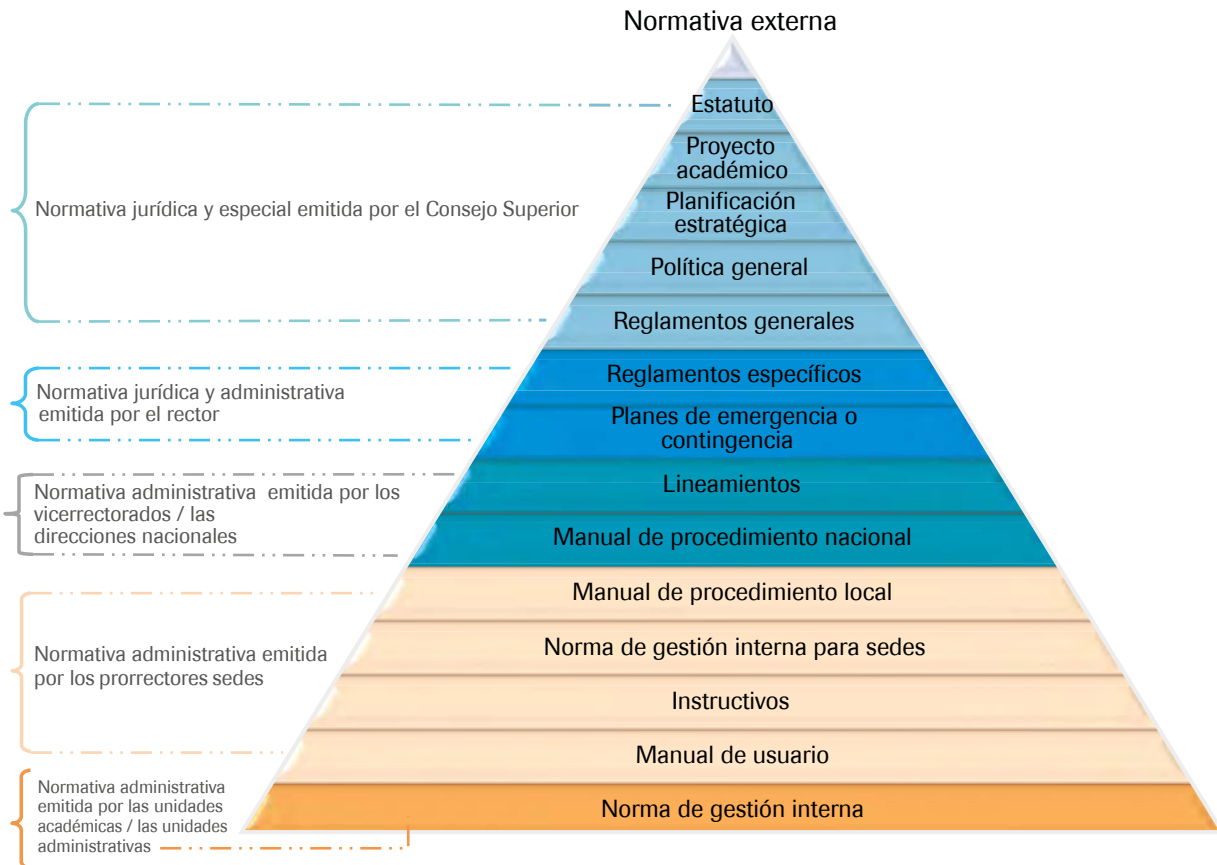 Normativa externa
Estatuto
Proyecto
académico
Planificación
estratégica
Política general
Reglamentos generales
Reglamentos específicos
Planes de emergencia o
contingencia
Lineamientos
Manual de procedimiento nacional
Manual de procedimiento local
Norma de gestión interna para sedes
Instructivos
Manual de usuario
Norma de gestión interna
Normativa jurídica y especial emitida por el Consejo Superior
Normativa jurídica y administrativa
emitida por el rector
Normativa administrativa emitida por los
vicerrectorados / las
direcciones nacionales
Normativa administrativa emitida
por los prorrectores sedes
Normativa administrativa
emitida por las unidades
académicas / las unidades
administrativas